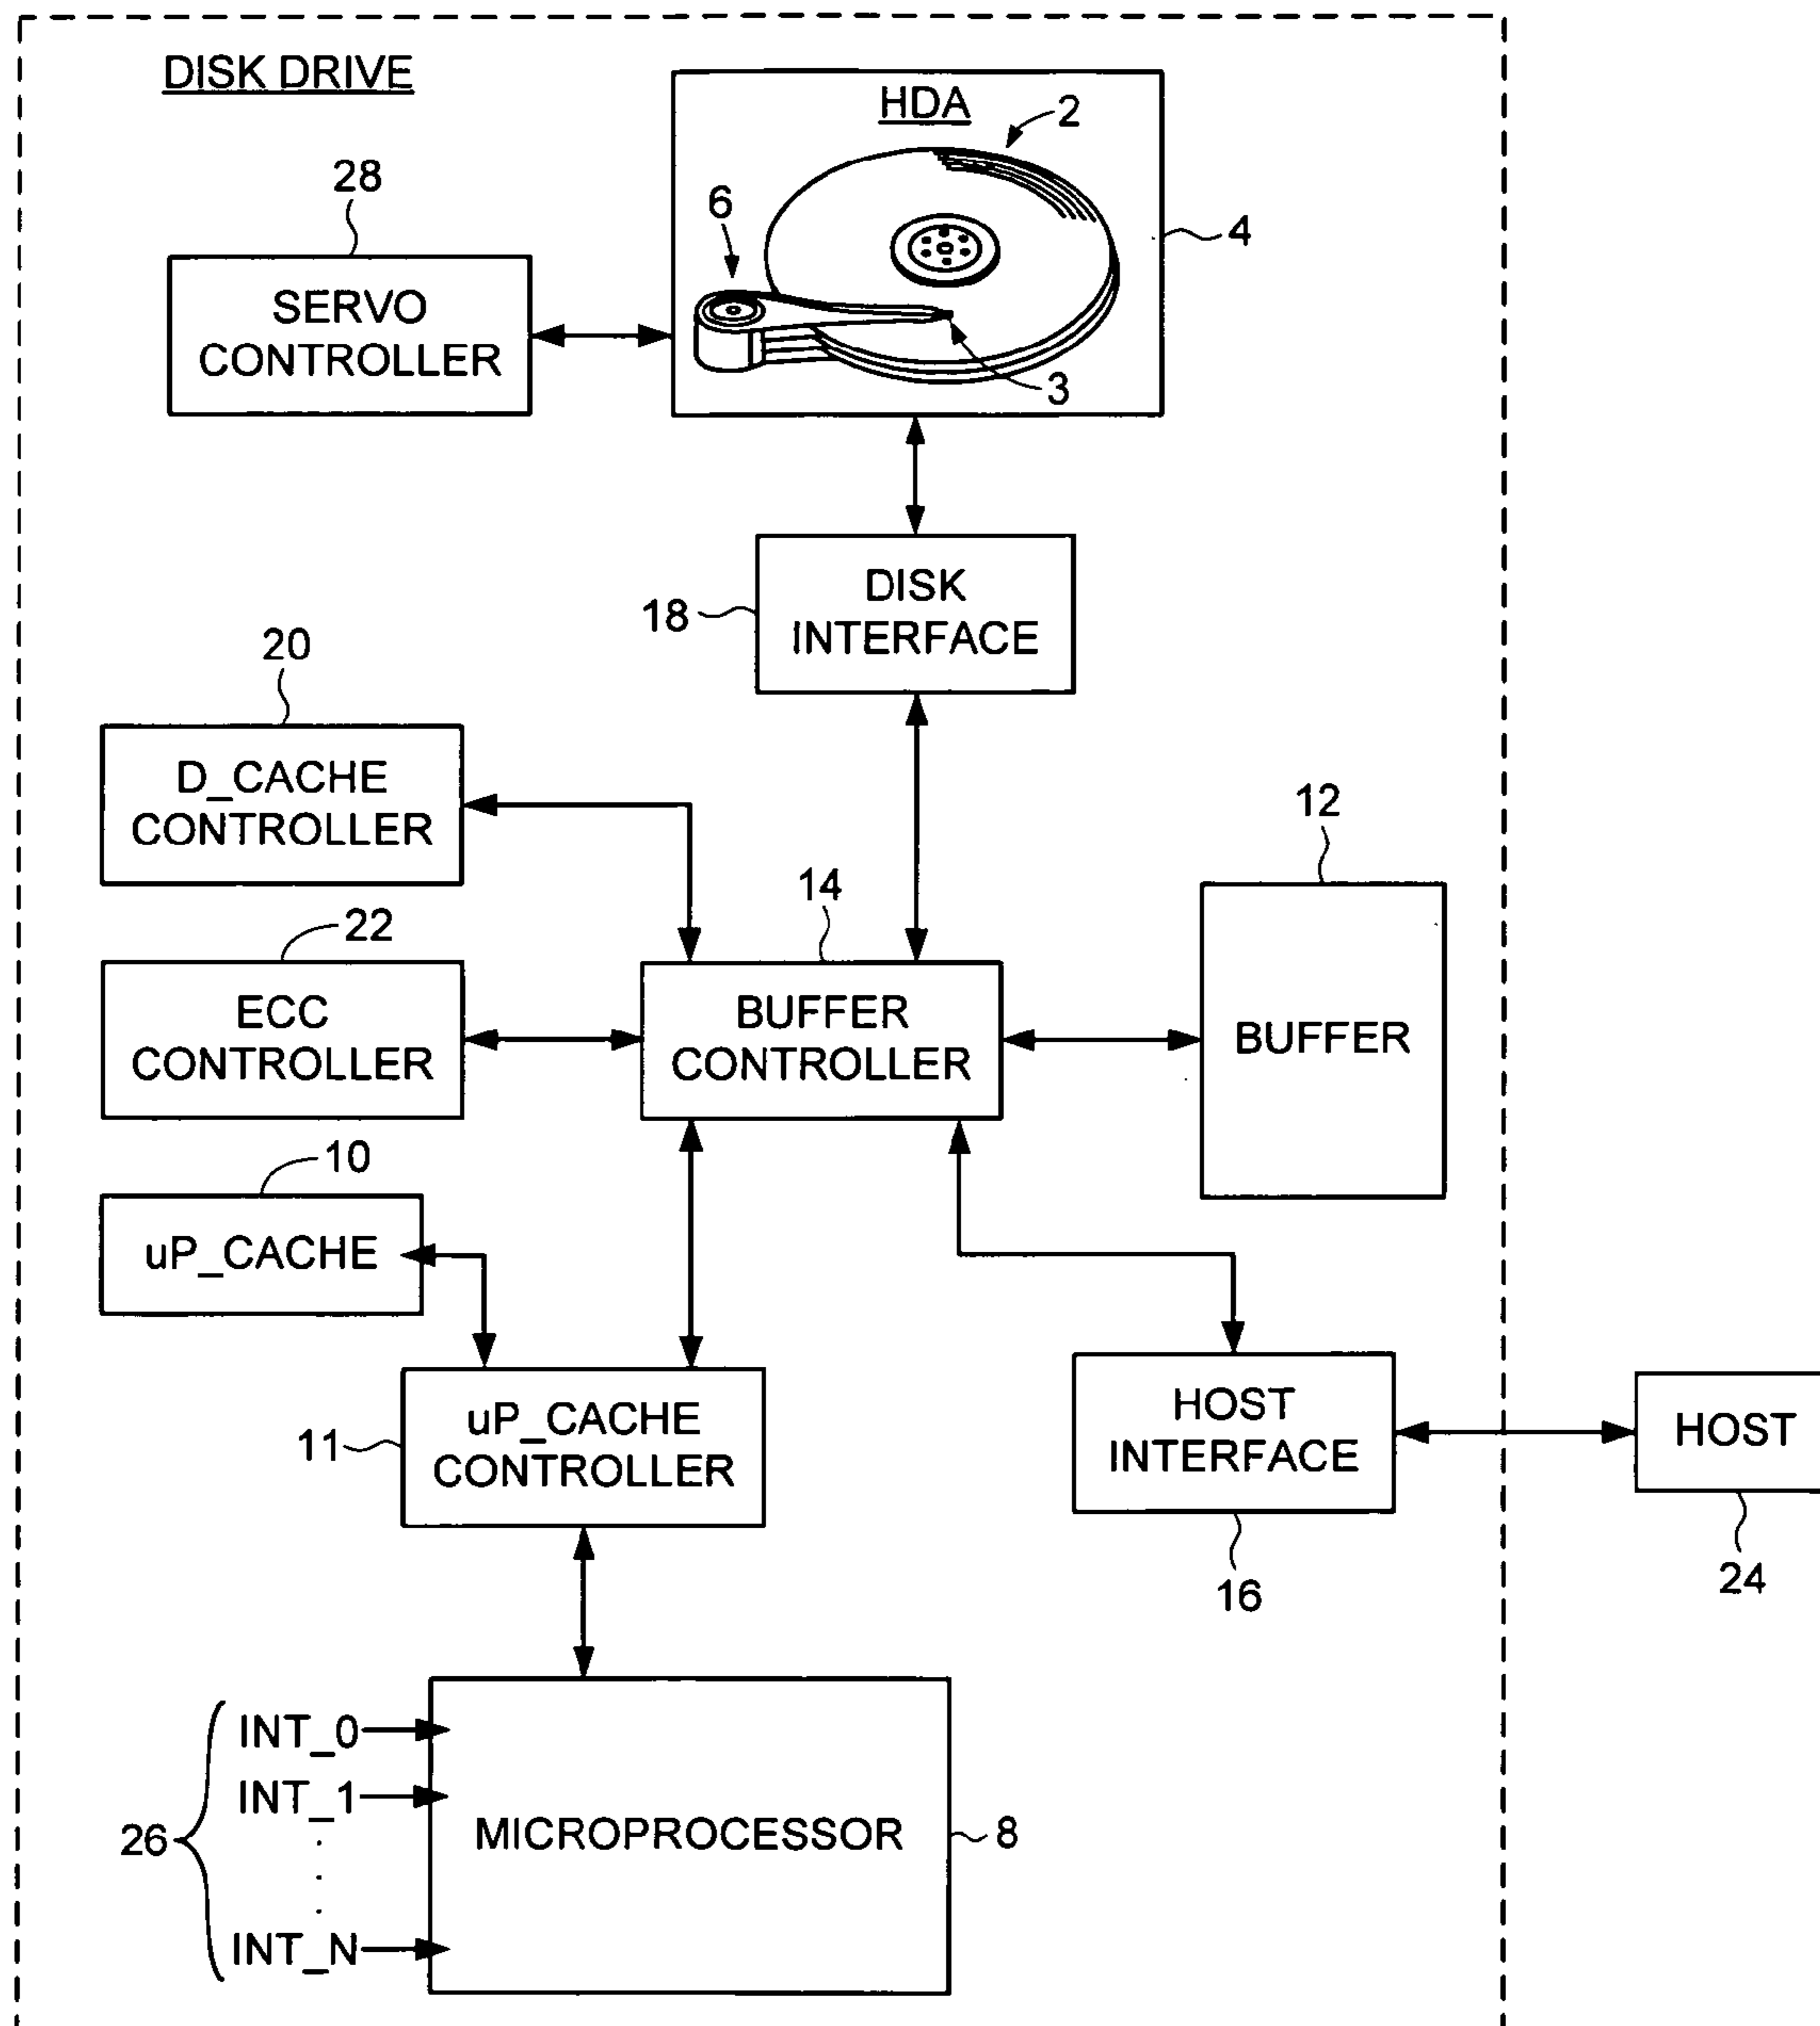 DISK DRIVE
HDA
2
28
6
4
SERVO
CONTROLLER
3
DISK
INTERFACE
18
20
D_CACHE
CONTROLLER
12
14
22
ECC
CONTROLLER
BUFFER
CONTROLLER
BUFFER
10
uP_CACHE
uP_CACHE
CONTROLLER
11
HOST
INTERFACE
HOST
16
24
INT_0
INT_1
26
MICROPROCESSOR
8
INT_N